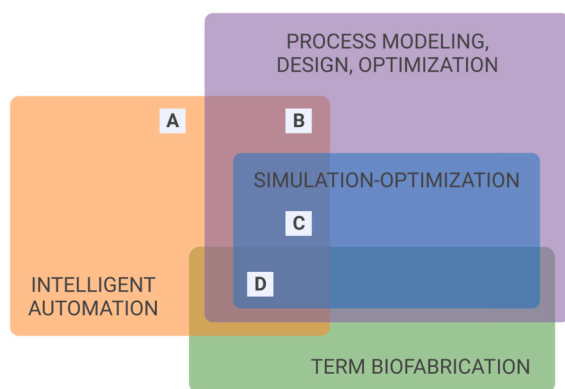 PROCESS MODELING,
DESIGN, OPTIMIZATION
A
B
SIMULATION-OPTIMIZATION
C
D
INTELLIGENT
AUTOMATION
TERM BIOFABRICATION